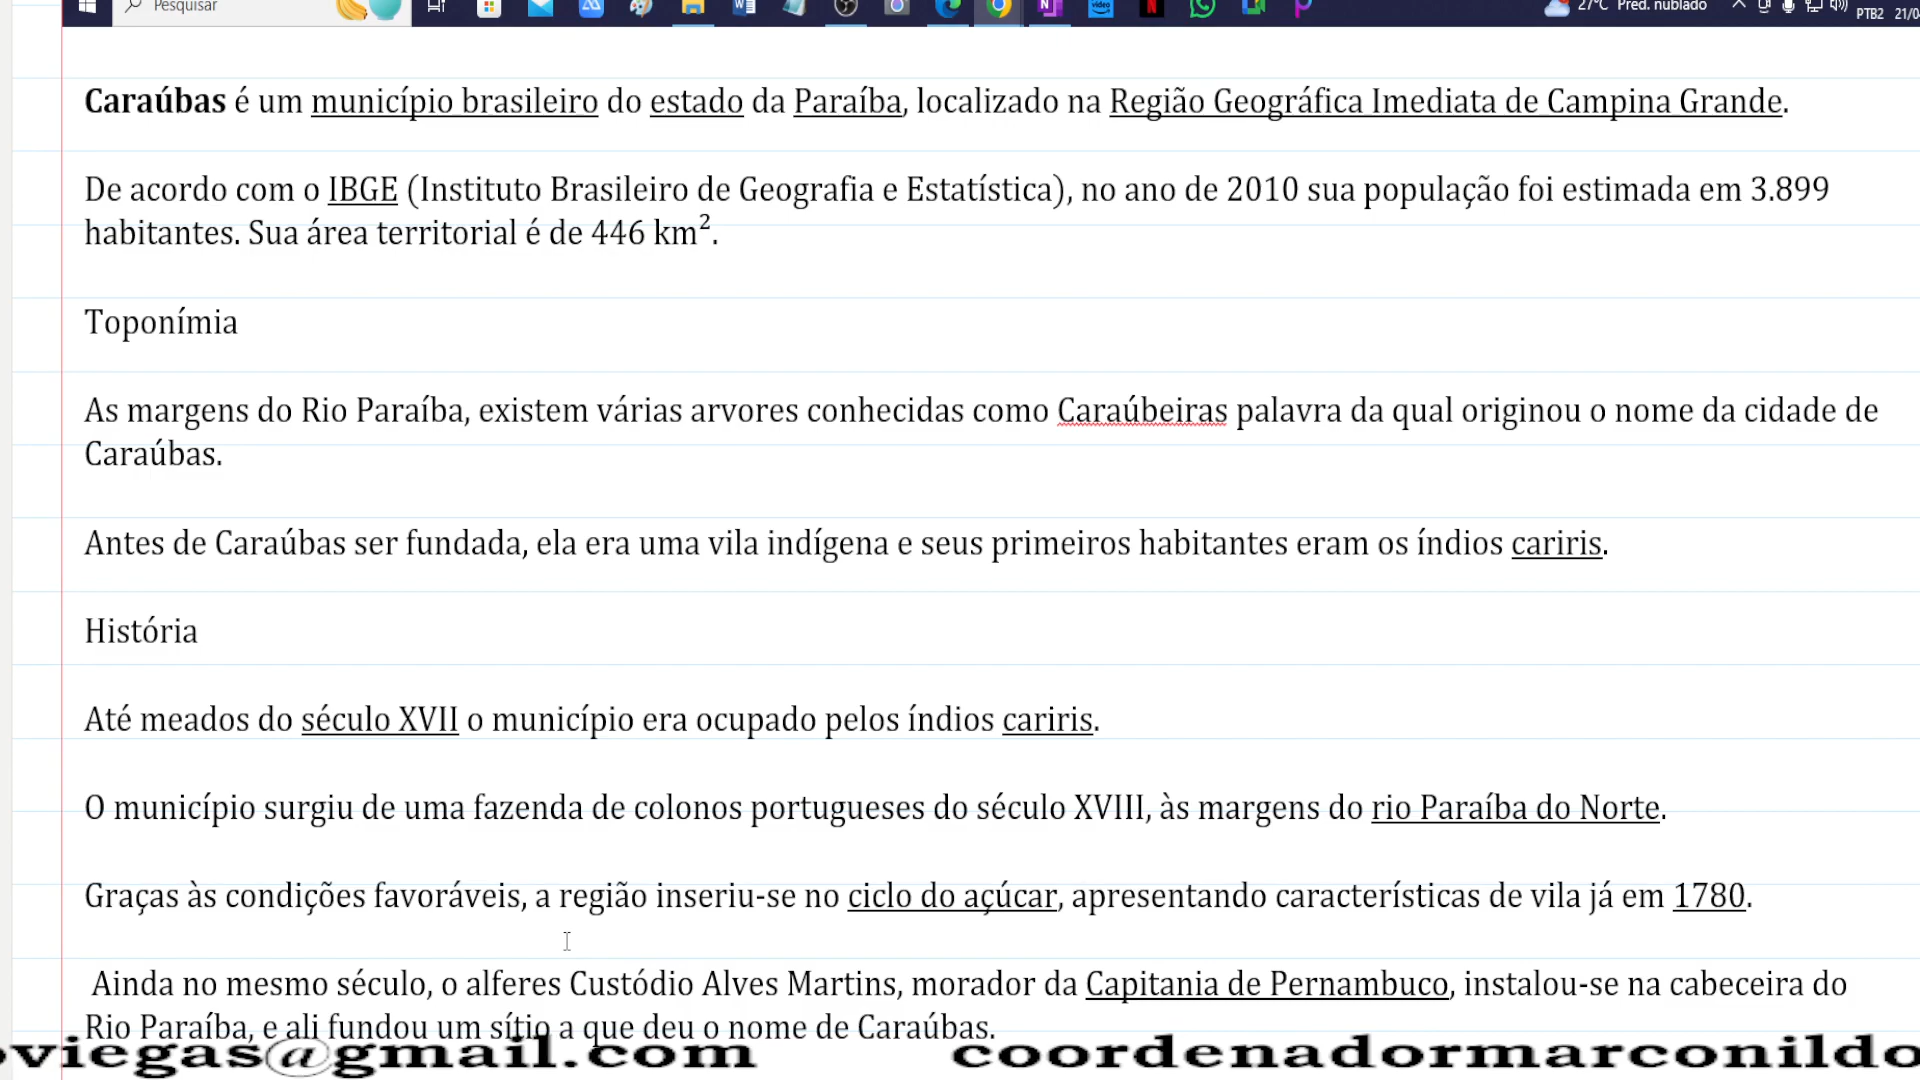 Pesquisar
27°C Pred. nublado
PTB2 21/0
Caraúbas é um município brasileiro do estado da Paraíba, localizado na Região Geográfica Imediata de Campina Grande.
De acordo com o IBGE (Instituto Brasileiro de Geografia e Estatística), no ano de 2010 sua população foi estimada em 3.899
habitantes. Sua área territorial é de 446 km².
Toponímia
As margens do Rio Paraíba, existem várias arvores conhecidas como Caraúbeiras palavra da qual originou o nome da cidade de
Caraúbas.
Antes de Caraúbas ser fundada, ela era uma vila indígena e seus primeiros habitantes eram os índios cariris.
História
Até meados do século XVII o município era ocupado pelos índios cariris.
O município surgiu de uma fazenda de colonos portugueses do século XVIII, às margens do rio Paraíba do Norte.
Graças às condições favoráveis, a região inseriu-se no ciclo do açúcar, apresentando características de vila já em 1780.
Ainda no mesmo século, o alferes Custódio Alves Martins, morador da Capitania de Pernambuco, instalou-se na cabeceira do
Rio Paraíba, e ali fundou um sítio a que deu o nome de Caraúbas.
oviegas@gmail.com coordenadormarconildo